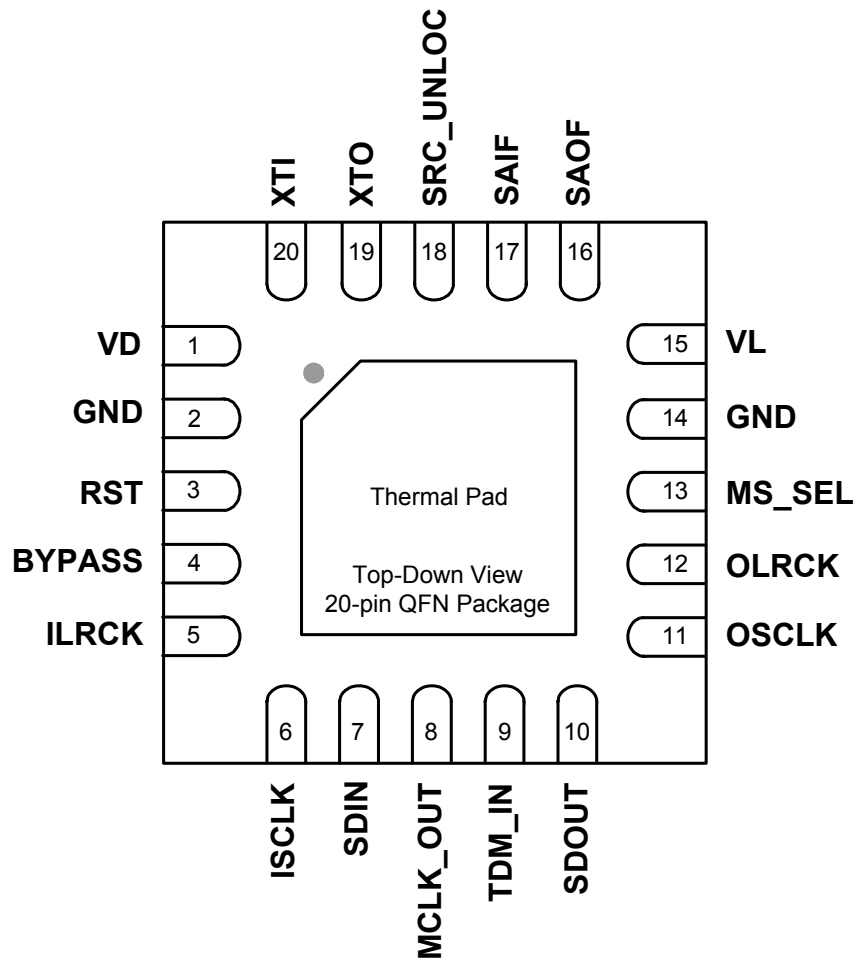 XTI
XTO
SRC_UNLOC
SAIF
SAOF
20
19
18
17
16
VD 1
GND 2
RST 3
BYPASS 4
ILRCK 5
15 VL
14 GND
13 MS_SEL
12 OLRCK
11 OSCLK
Thermal Pad
Top-Down View
20-pin QFN Package
6
7
8
9
10
ISCLK
SDIN
MCLK_OUT
TDM_IN
SDOUT